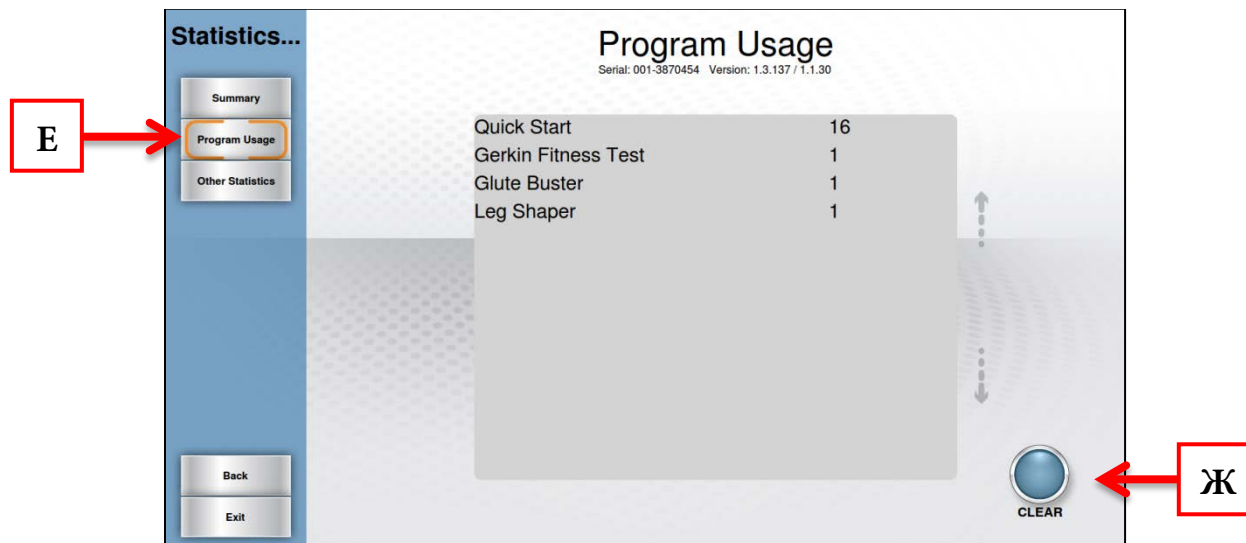 Statistics...
Program Usage
Serial: 001-3870454 Version: 1.3.137 / 1.1.30
Summary
Е
Program Usage
Other Statistics
Quick Start 16
Gerkin Fitness Test 1
Glute Buster 1
Leg Shaper 1
Back
Exit
CLEAR
Ж